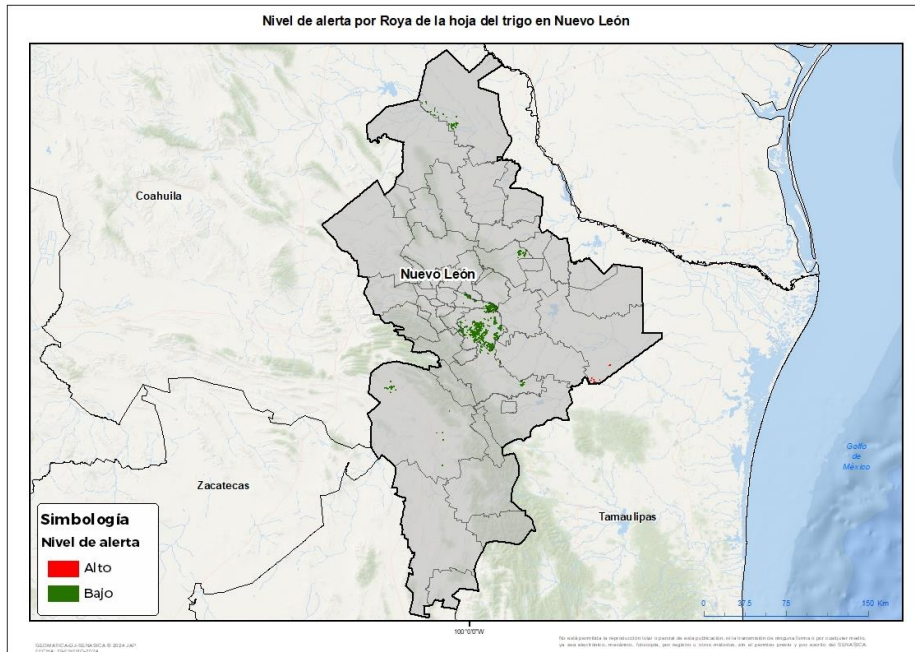 Nivel de alerta por Roya de la hoja del trigo en Nuevo León
Coahuila
Nuevo León
Golfo
de
México
Zacatecas
Tamaulipas
Simbología
Nivel de alerta
Alto
Bajo
0 37.5 75 150 Km
100°0'0"W